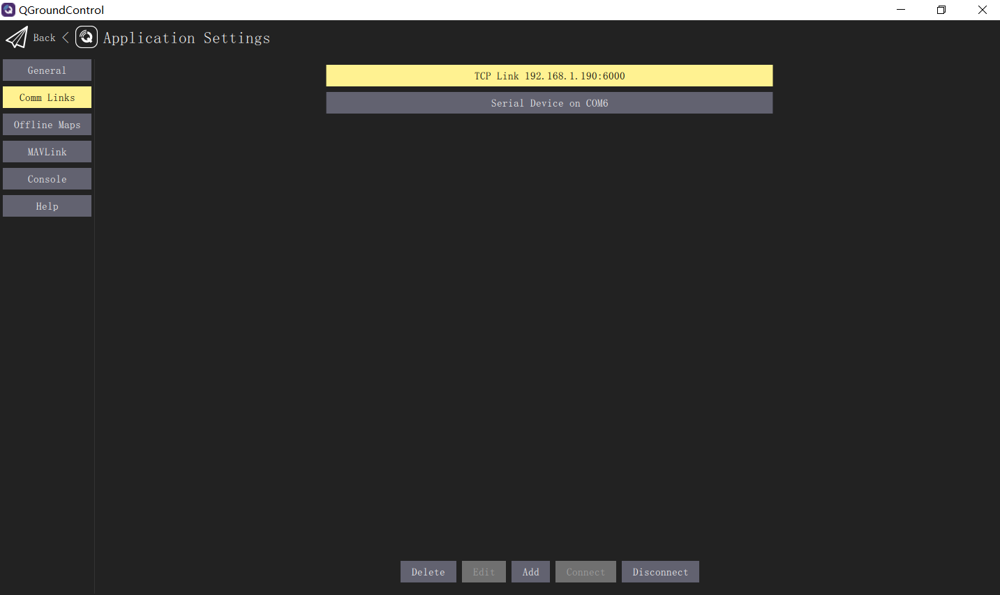 QGroundControl
Back < Application Settings
General
Comm Links
Offline Maps
MAVLink
Console
Help
TCP Link 192.168.1.190:6000
Serial Device on COM6
Delete Edit Add Connect Disconnect